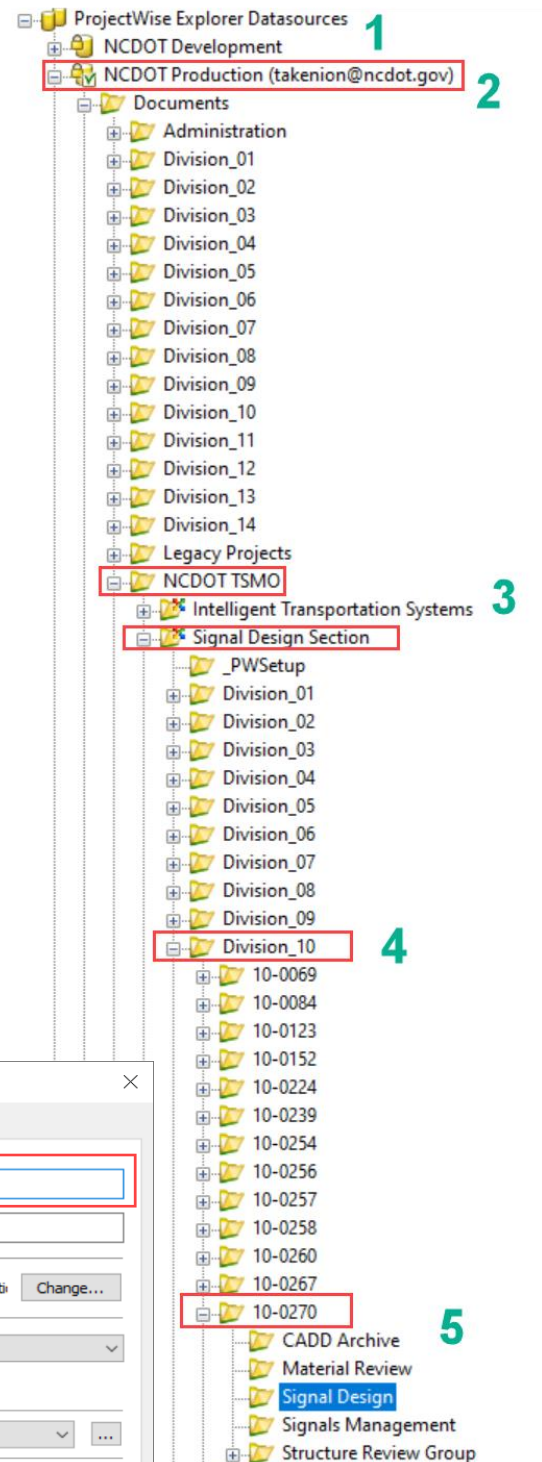 ProjectWise Explorer Datasources 1
NCDOT Development
NCDOT Production (takenion@ncdot.gov) 2
Documents
Administration
Division_01
Division_02
Division_03
Division_04
Division_05
Division_06
Division_07
Division_08
Division_09
Division_10
Division_11
Division_12
Division_13
Division_14
Legacy Projects
NCDOT TSMO
Intelligent Transportation Systems 3
Signal Design Section
_PWSetup
Division_01
Division_02
Division_03
Division_04
Division_05
Division_06
Division_07
Division_08
Division_09
Division_10 4
10-0069
10-0084
10-0123
10-0152
10-0224
10-0239
10-0254
10-0256
10-0257
10-0258
10-0260
10-0267
10-0270 5
CADD Archive
Material Review
Signal Design
Signals Management
Structure Review Group
Change...
...